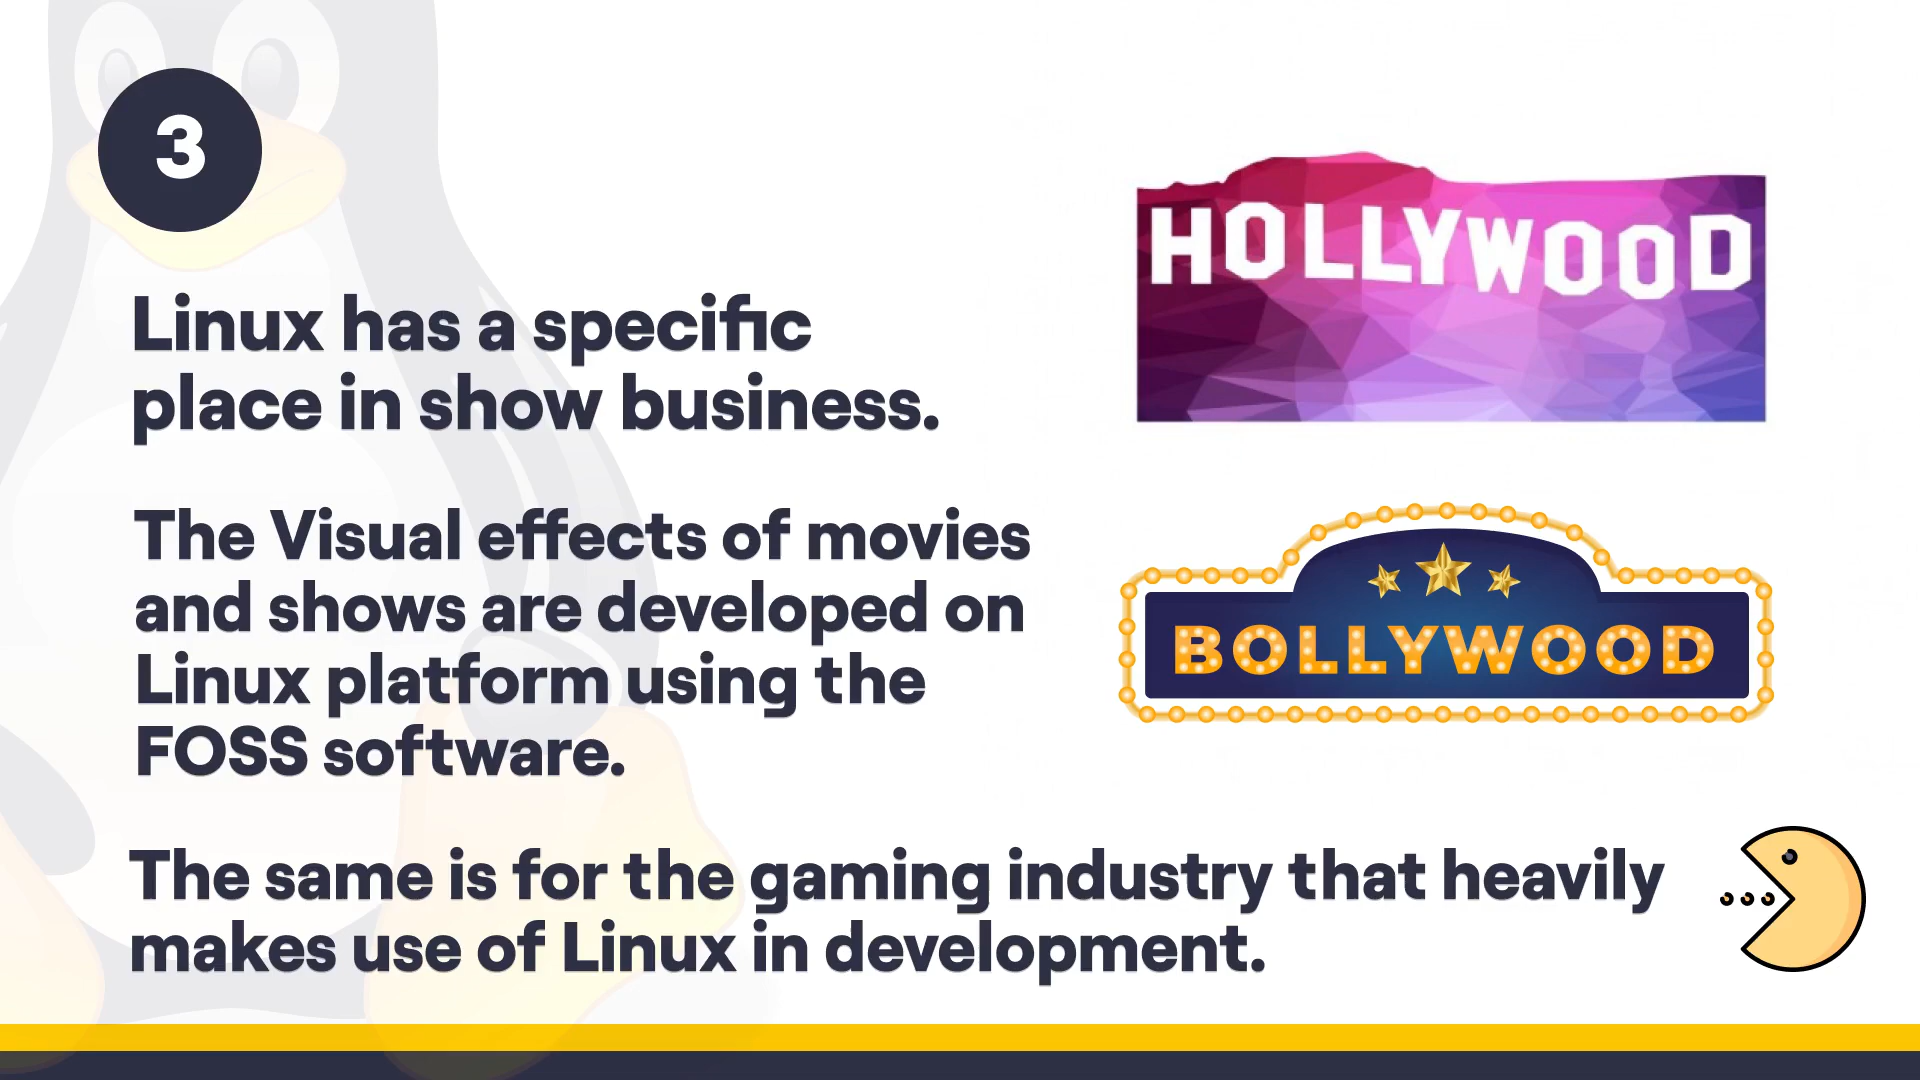 3
Linux has a specific
place in show business.
HOLLYWOOD
The Visual effects of movies
and shows are developed on
Linux platform using the
FOSS software.
BOLLYWOOD
The same is for the gaming industry that heavily
makes use of Linux in development.